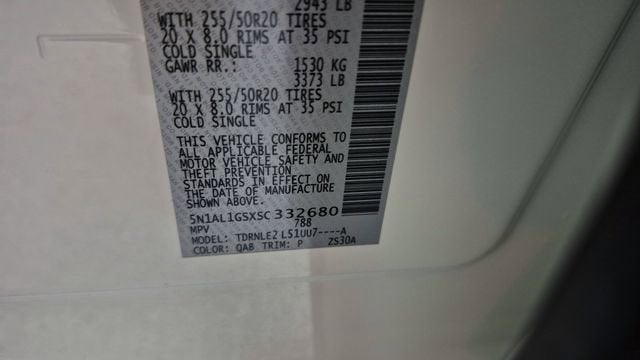 2943 LB
WITH 255/50R20 TIRES
20 X 8.0 RIMS AT 35 PSI
COLD SINGLE
GAWR RR.: 1530 KG
3373 LB
WITH 255/50R20 TIRES
20 X 8.0 RIMS AT 35 PSI
COLD SINGLE
THIS VEHICLE CONFORMS TO
ALL APPLICABLE FEDERAL
MOTOR VEHICLE SAFETY AND
THEFT PREVENTION
STANDARDS IN EFFECT ON
THE DATE OF MANUFACTURE
SHOWN ABOVE.
5N1AL1GSXSC332680
MPV 788
MODEL: TDRNLE2 L51UU7----A
COLOR: QAB TRIM: P ZS30A